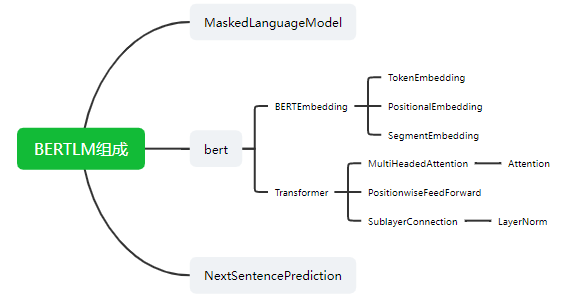 BERTLM组成
MaskedLanguageModel
bert
BERTEmbedding
TokenEmbedding
PositionalEmbedding
SegmentEmbedding
Transformer
MultiHeadedAttention
Attention
PositionwiseFeedForward
SublayerConnection
LayerNorm
NextSentencePrediction